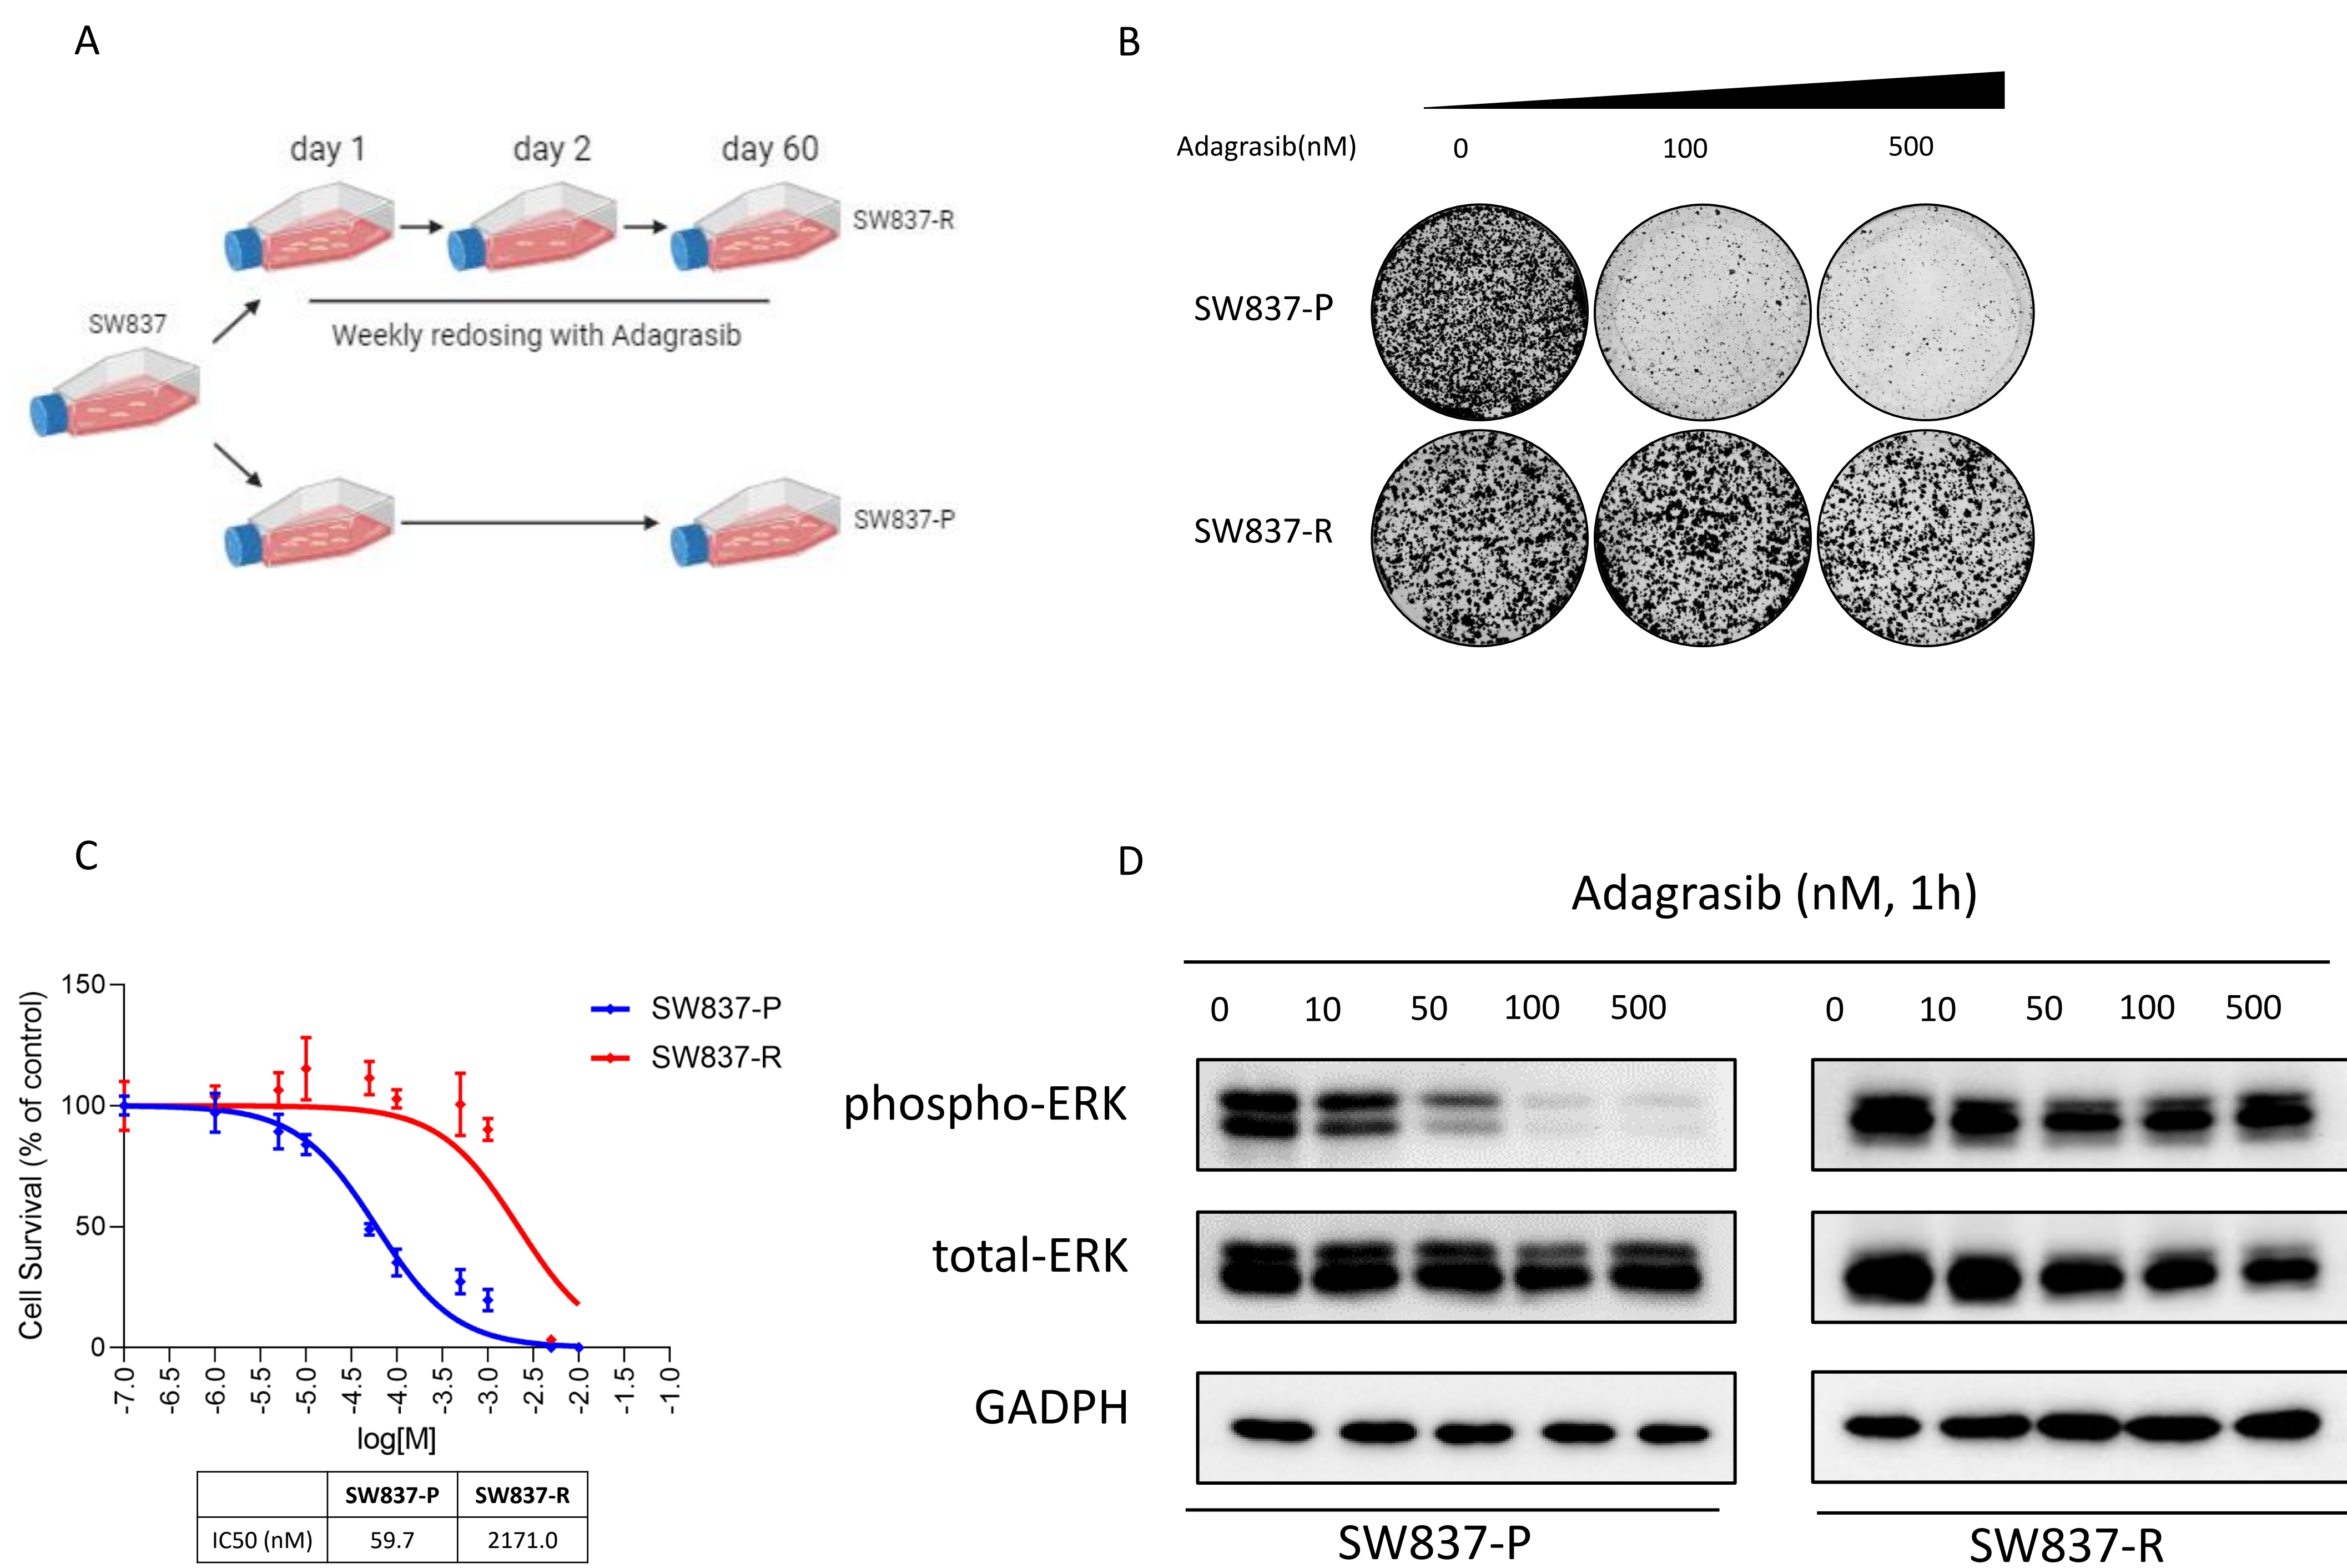 A
day 1 day 2 day 60
SW837-R
SW837
Weekly redosing with Adagrasib
SW837-P
B
Adagrasib(nM) 0 100 500
SW837-P
SW837-R
C
Cell Survival (% of control)
150
100
50
0
SW837-P
SW837-R
-7.0 -6.5 -6.0 -5.5 -5.0 -4.5 -4.0 -3.5 -3.0 -2.5 -2.0 -1.5 -1.0
log[M]
SW837-P SW837-R
IC50 (nM) 59.7 2171.0
D
Adagrasib (nM, 1h)
0 10 50 100 500 0 10 50 100 500
phospho-ERK
total-ERK
GADPH
SW837-P SW837-R